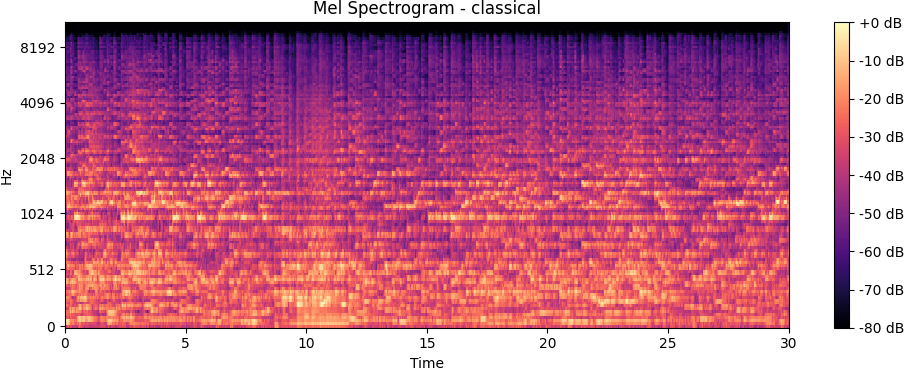 Mel Spectrogram - classical
8192
4096
2048
1024
512
0
Hz
0 5 10 15 20 25 30
Time
+0 dB
-10 dB
-20 dB
-30 dB
-40 dB
-50 dB
-60 dB
-70 dB
-80 dB